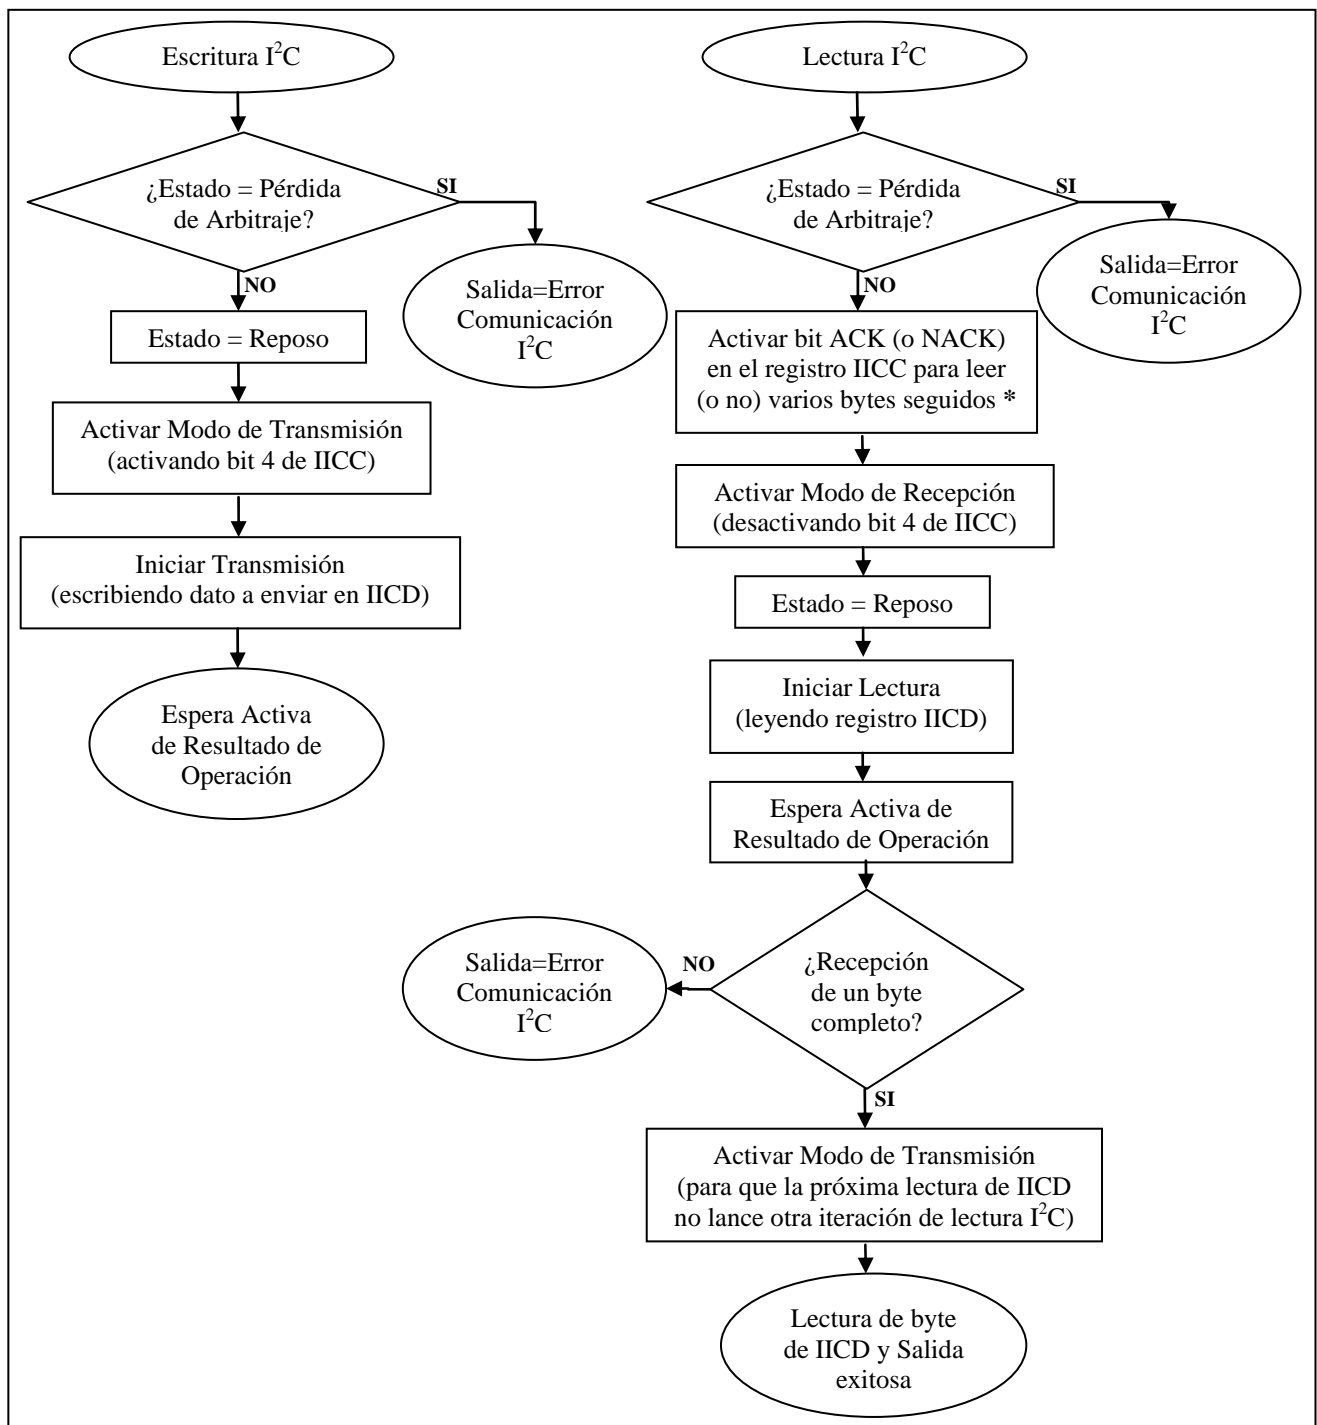 Escritura I²C
¿Estado = Pérdida
de Arbitraje?
SI
NO
Salida=Error
Comunicación
I²C
Estado = Reposo
Activar Modo de Transmisión
(activando bit 4 de IICC)
Iniciar Transmisión
(escribiendo dato a enviar en IICD)
Espera Activa
de Resultado de
Operación
Lectura I²C
¿Estado = Pérdida
de Arbitraje?
SI
NO
Salida=Error
Comunicación
I²C
Activar bit ACK (o NACK)
en el registro IICC para leer
(o no) varios bytes seguidos *
Activar Modo de Recepción
(desactivando bit 4 de IICC)
Estado = Reposo
Iniciar Lectura
(leyendo registro IICD)
Espera Activa de
Resultado de Operación
¿Recepción
de un byte
completo?
NO
Salida=Error
Comunicación
I²C
SI
Activar Modo de Transmisión
(para que la próxima lectura de IICD
no lance otra iteración de lectura I²C)
Lectura de byte
de IICD y Salida
exitosa